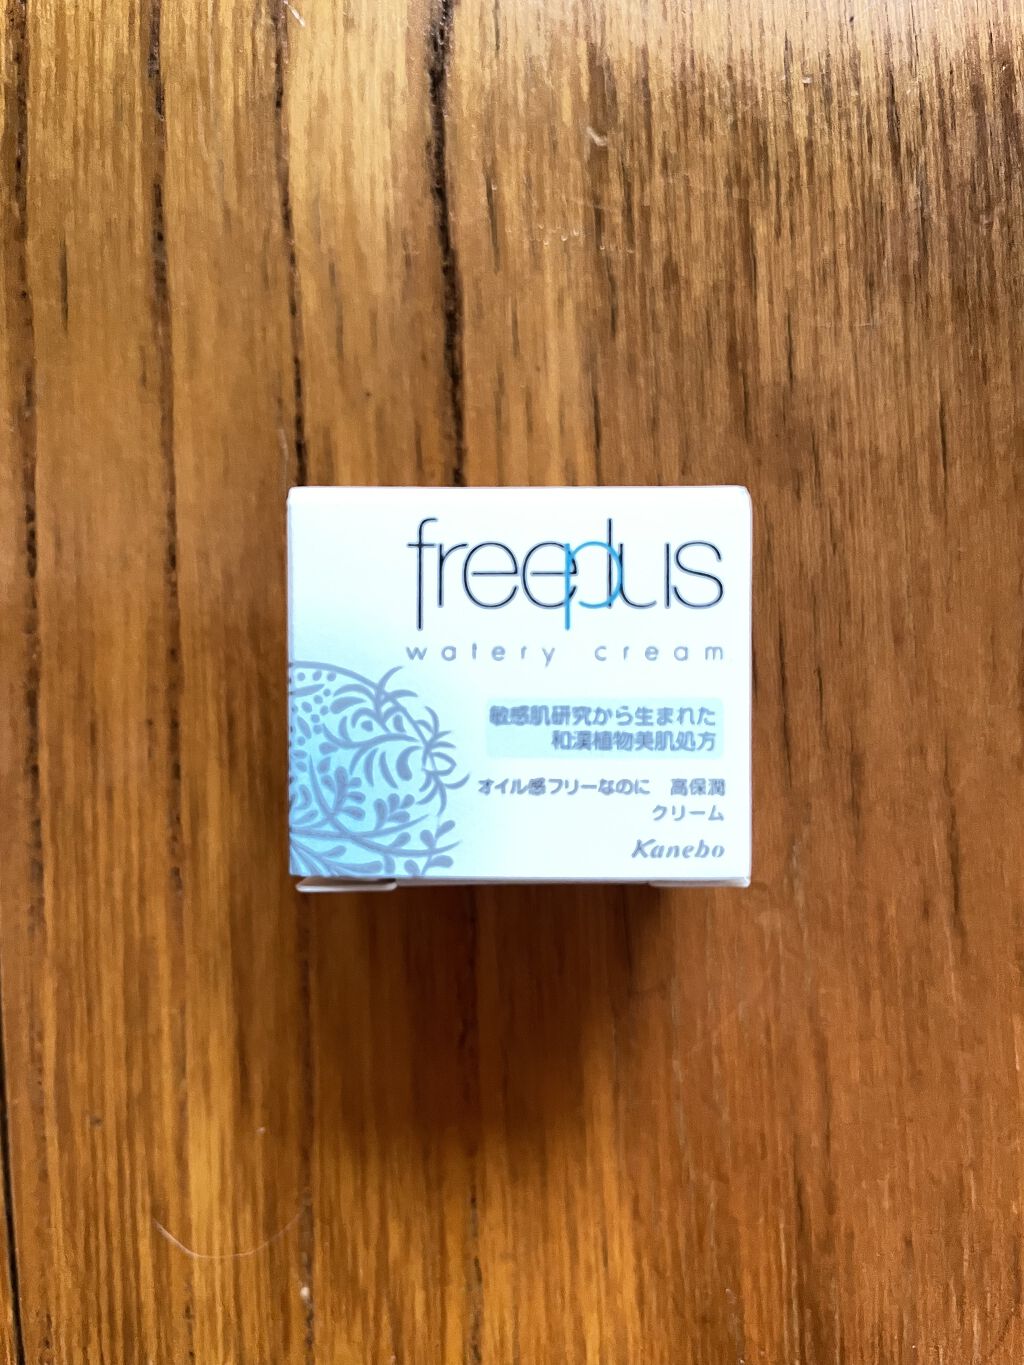 freeplus
watery cream
敏感肌研究から生まれた
和漢植物美肌処方
オイル感フリーなのに 高保潤
クリーム
Kanebo